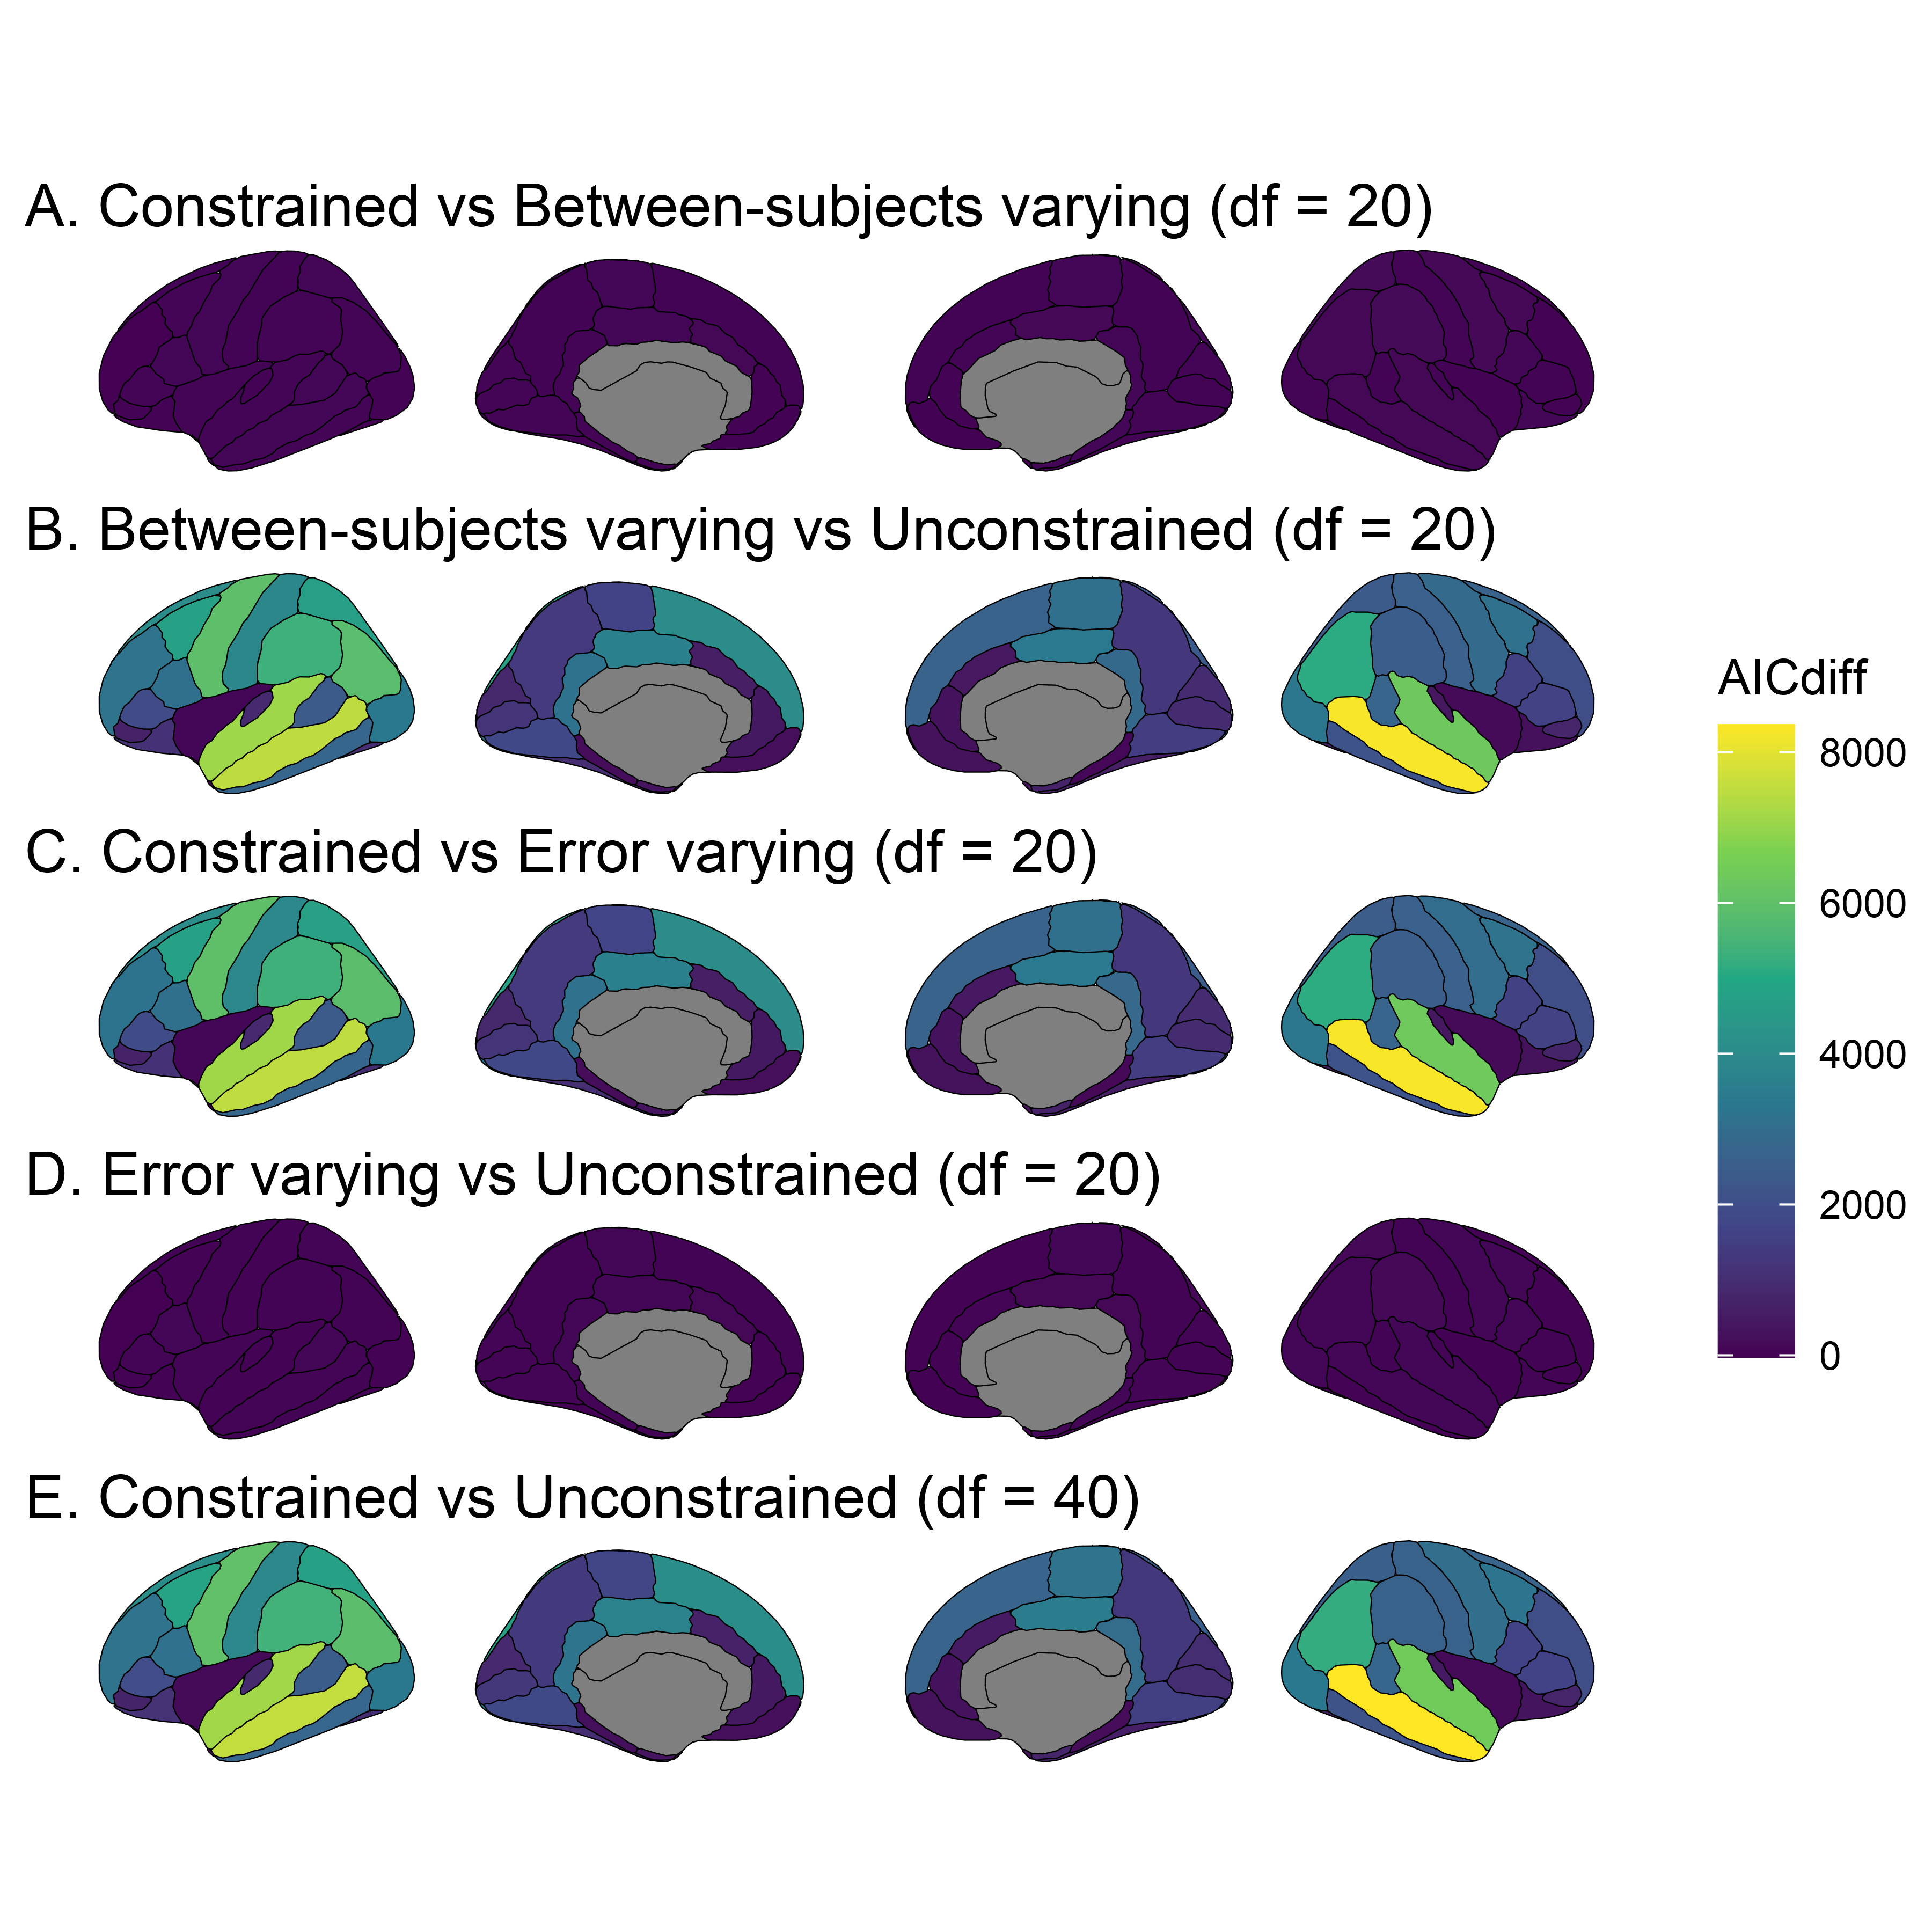 A. Constrained vs Between-subjects varying (df = 20)
B. Between-subjects varying vs Unconstrained (df = 20)
AICdiff
8000
C. Constrained vs Error varying (df = 20)
6000
4000
D. Error varying vs Unconstrained (df = 20)
2000
0
E. Constrained vs Unconstrained (df = 40)